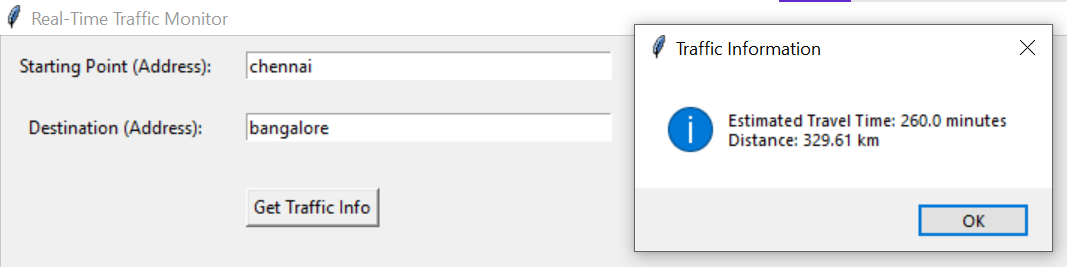 Real-Time Traffic Monitor
Starting Point (Address):
chennai
Destination (Address):
bangalore
Get Traffic Info
Traffic Information
Estimated Travel Time: 260.0 minutes
Distance: 329.61 km
OK